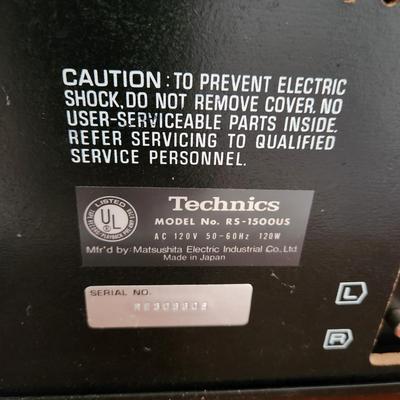 CAUTION : TO PREVENT ELECTRIC
SHOCK, DO NOT REMOVE COVER. NO
USER-SERVICEABLE PARTS INSIDE.
REFER SERVICING TO QUALIFIED
SERVICE PERSONNEL.
LISTED
UL
Technics
MODEL No. RS-1500US
AC 120V 50-60Hz 120W
Mfr'd by: Matsushita Electric Industrial Co., Ltd.
Made in Japan
SERIAL NO.
L
R